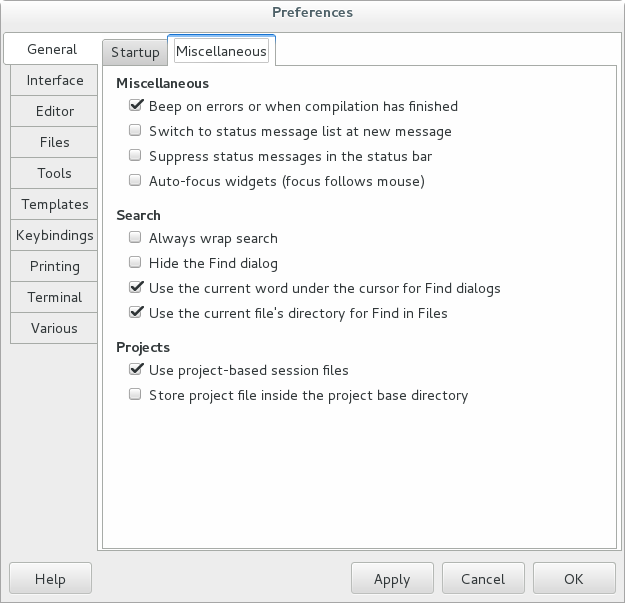 Preferences
General
Interface
Editor
Files
Tools
Templates
Keybindings
Printing
Terminal
Various
Startup
Miscellaneous
Miscellaneous
Beep on errors or when compilation has finished
Switch to status message list at new message
Suppress status messages in the status bar
Auto-focus widgets (focus follows mouse)
Search
Always wrap search
Hide the Find dialog
Use the current word under the cursor for Find dialogs
Use the current file's directory for Find in Files
Projects
Use project-based session files
Store project file inside the project base directory
Help
Apply
Cancel
OK